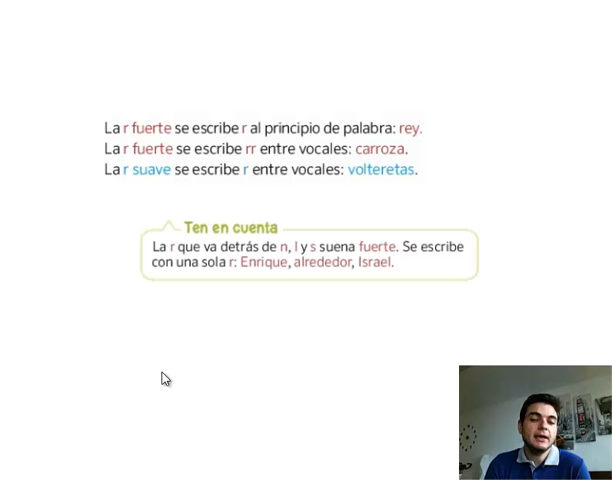 La r fuerte se escribe r al principio de palabra: rey.
La r fuerte se escribe rr entre vocales: carroza.
La r suave se escribe r entre vocales: volteretas.
Ten en cuenta
La r que va detrás de n, l y s suena fuerte. Se escribe
con una sola r: Enrique, alrededor, Israel.